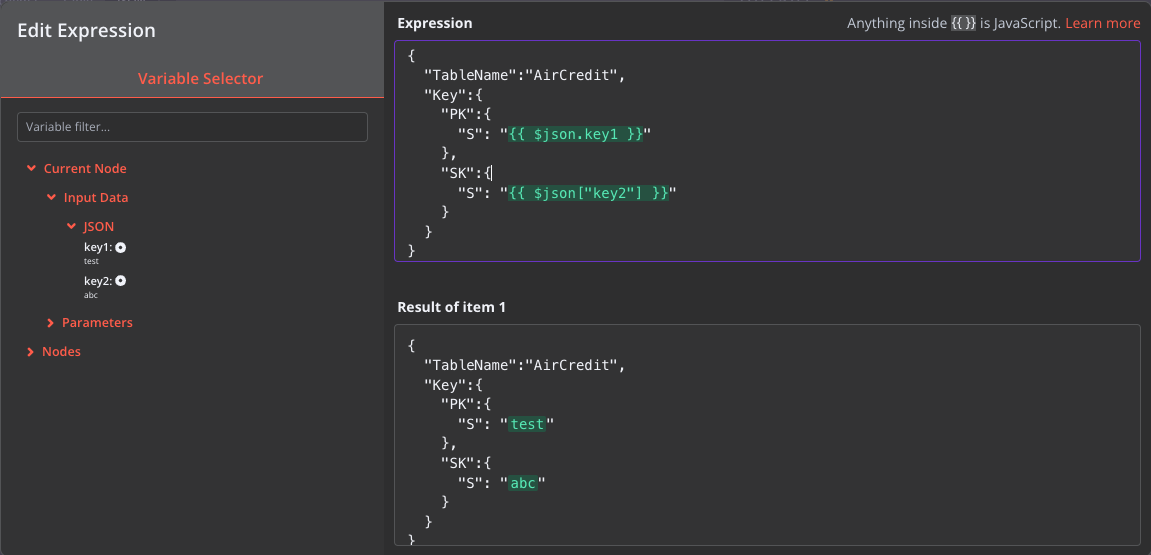 Edit Expression
Variable Selector
Variable filter...
Current Node
Input Data
JSON
key1:
test
key2:
abc
Parameters
Nodes
Expression
Anything inside {{ }} is JavaScript. Learn more
{
"TableName":"AirCredit",
"Key":{
"PK":{
"S": "{{ $json.key1 }}"
},
"SK":{
"S": "{{ $json["key2"] }}"
}
}
}
Result of item 1
{
"TableName":"AirCredit",
"Key":{
"PK":{
"S": "test"
},
"SK":{
"S": "abc"
}
}
}